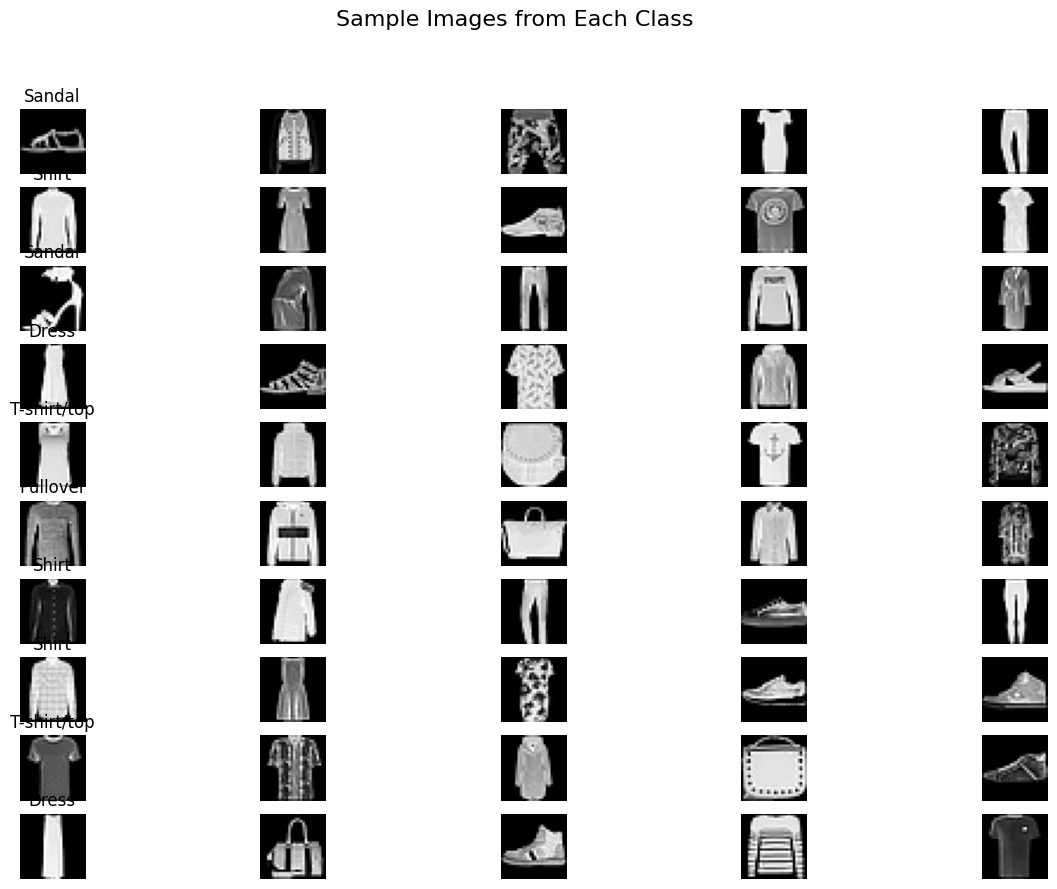 Sample Images from Each Class
Sandal
Shirt
Sandal
Dress
T-shirt/top
Pullover
Shirt
Shirt
T-shirt/top
Dress